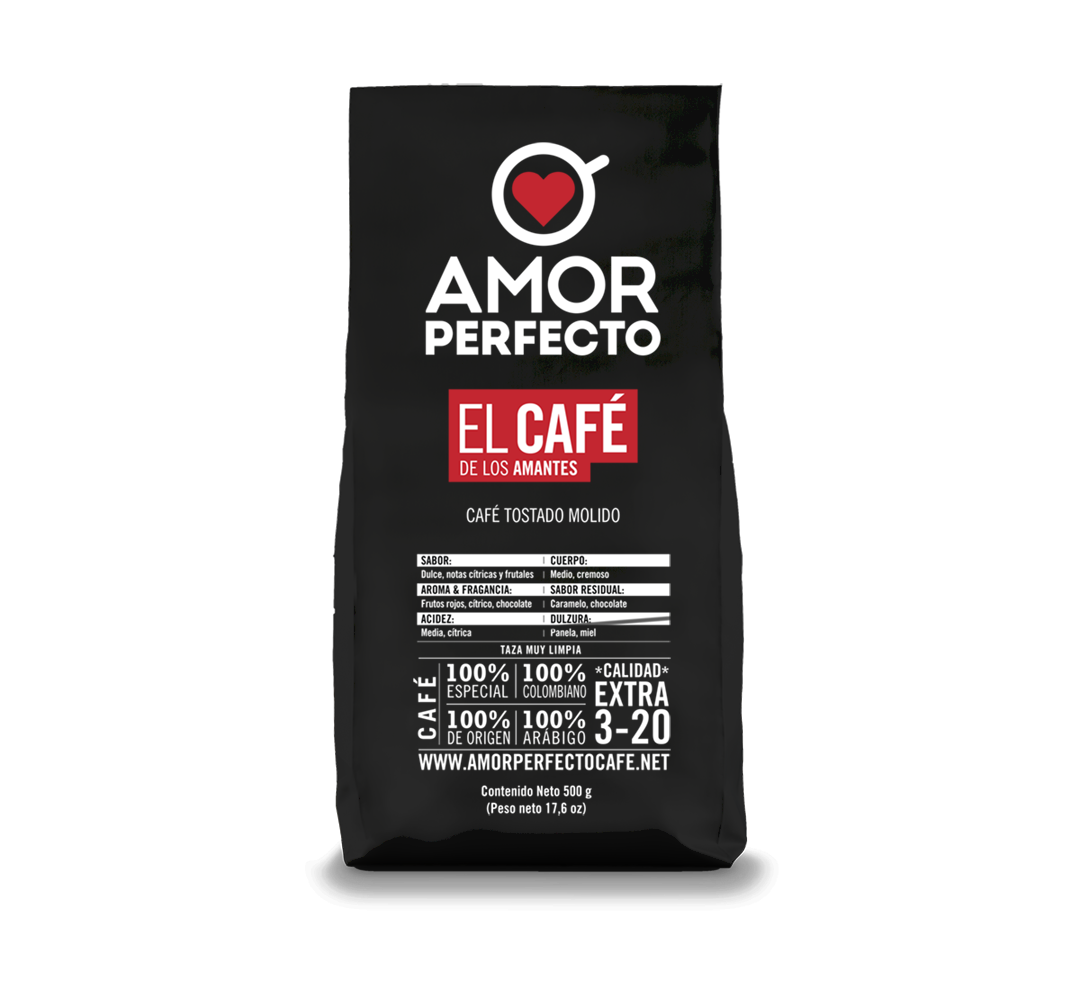 AMOR
PERFECTO
EL CAFÉ
DE LOS AMANTES
CAFÉ TOSTADO MOLIDO
SABOR: | CUERPO:
Dulce, notas cítricas y frutales | Medio, cremoso
AROMA & FRAGANCIA: | SABOR RESIDUAL:
Frutos rojos, cítrico, chocolate | Caramelo, chocolate
ACIDEZ: | DULZURA:
Media, cítrica | Panela, miel
TAZA MUY LIMPIA
CAFÉ
100% | 100%
ESPECIAL | COLOMBIANO
100% | 100%
DE ORIGEN | ARÁBIGO
*CALIDAD*
EXTRA
3-20
WWW.AMORPERFECTOCAFE.NET
Contenido Neto 500 g
(Peso neto 17,6 oz)